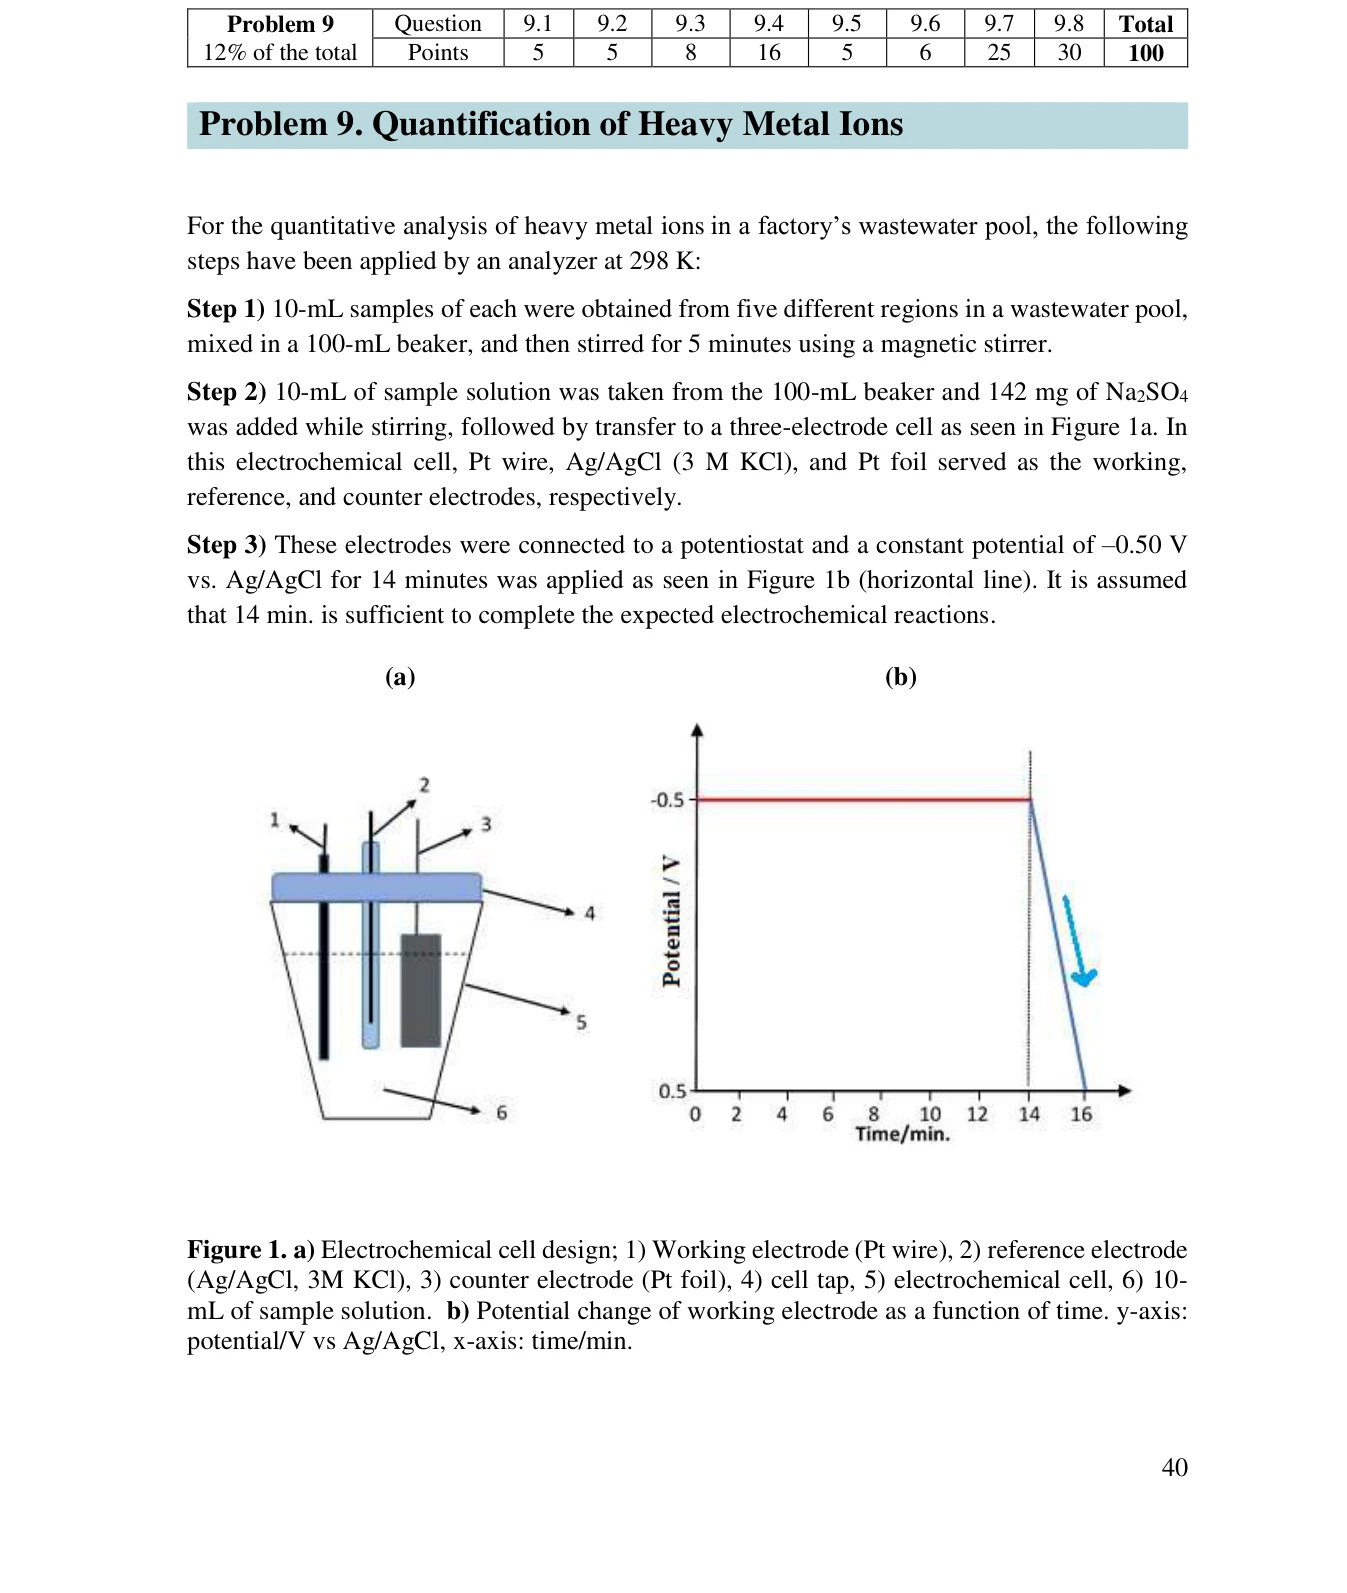 Problem 9 Question 9.1 9.2 9.3 9.4 9.5 9.6 9.7 9.8 Total
12% of the total Points 5 5 8 16 5 6 25 30 100
Problem 9. Quantification of Heavy Metal Ions
For the quantitative analysis of heavy metal ions in a factory’s wastewater pool, the following
steps have been applied by an analyzer at 298 K:
Step 1) 10-mL samples of each were obtained from five different regions in a wastewater pool,
mixed in a 100-mL beaker, and then stirred for 5 minutes using a magnetic stirrer.
Step 2) 10-mL of sample solution was taken from the 100-mL beaker and 142 mg of Na₂SO₄
was added while stirring, followed by transfer to a three-electrode cell as seen in Figure 1a. In
this electrochemical cell, Pt wire, Ag/AgCl (3 M KCl), and Pt foil served as the working,
reference, and counter electrodes, respectively.
Step 3) These electrodes were connected to a potentiostat and a constant potential of –0.50 V
vs. Ag/AgCl for 14 minutes was applied as seen in Figure 1b (horizontal line). It is assumed
that 14 min. is sufficient to complete the expected electrochemical reactions.
(a)
1
2
3
4
5
6
(b)
-0.5
Potential / V
0.5
0 2 4 6 8 10 12 14 16
Time/min.
Figure 1. a) Electrochemical cell design; 1) Working electrode (Pt wire), 2) reference electrode
(Ag/AgCl, 3M KCl), 3) counter electrode (Pt foil), 4) cell tap, 5) electrochemical cell, 6) 10-
mL of sample solution. b) Potential change of working electrode as a function of time. y-axis:
potential/V vs Ag/AgCl, x-axis: time/min.
40